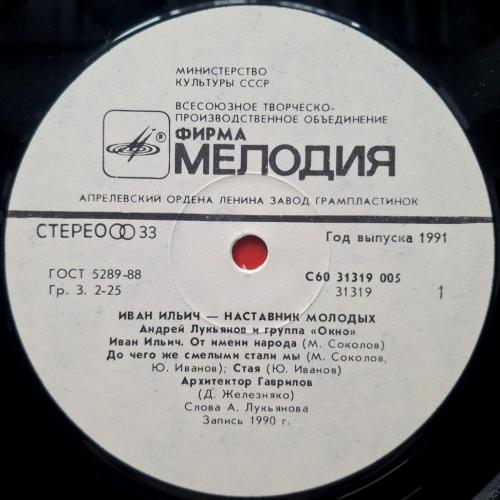 МИНИСТЕРСТВО
КУЛЬТУРЫ СССР
ВСЕСОЮЗНОЕ ТВОРЧЕСКО-
ПРОИЗВОДСТВЕННОЕ ОБЪЕДИНЕНИЕ
ФИРМА
® МЕЛОДИЯ
АПРЕЛЕВСКИЙ ОРДЕНА ЛЕНИНА ЗАВОД ГРАМПЛАСТИНОК
СТЕРЕО 33
Год выпуска 1991
ГОСТ 5289-88
С60 31319 005
Гр. 3. 2-25
31319
1
ИВАН ИЛЬИЧ — НАСТАВНИК МОЛОДЫХ
Андрей Лукьянов и группа «Окно»
Иван Ильич. От имени народа (М. Соколов)
До чего же смелыми стали мы (М. Соколов,
Ю. Иванов); Стая (Ю. Иванов)
Архитектор Гаврилов
(Д. Железняко)
Слова А. Лукьянова
Запись 1990 г.